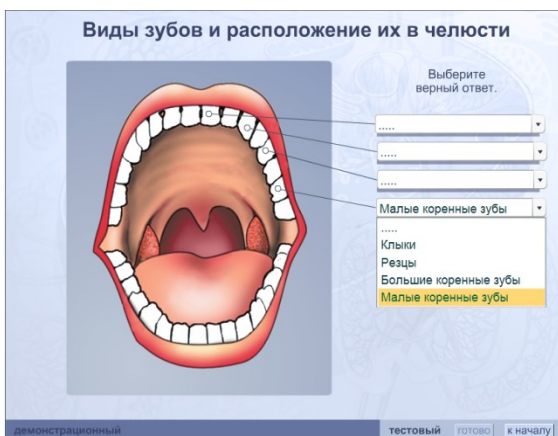 Виды зубов и расположение их в челюсти
Выберите
верный ответ.
.....
.....
.....
Малые коренные зубы
.....
Клыки
Резцы
Большие коренные зубы
Малые коренные зубы
демонстрационный
тестовый
готово
к началу